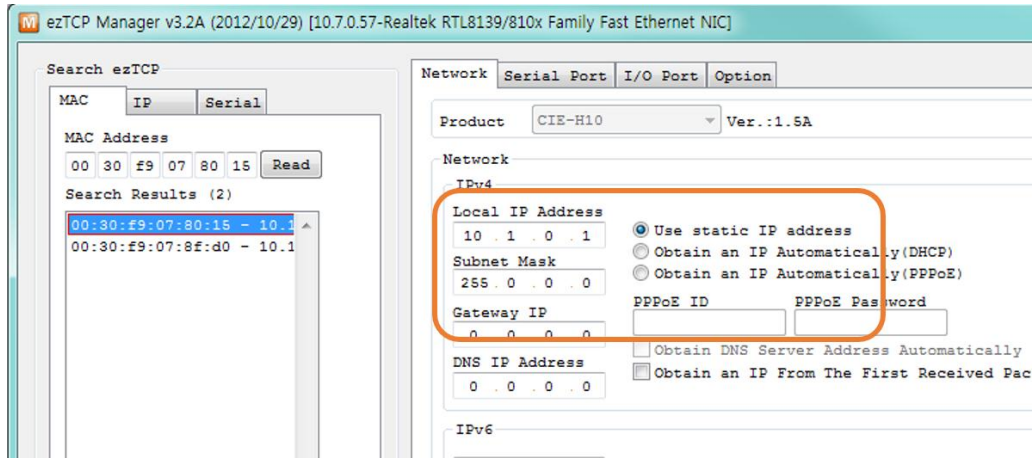 ezTCP Manager v3.2A (2012/10/29) [10.7.0.57-Realtek RTL8139/810x Family Fast Ethernet NIC]
Search ezTCP
MAC IP Serial
MAC Address
00 30 f9 07 80 15 Read
Search Results (2)
00:30:f9:07:80:15 - 10.1
00:30:f9:07:8f:d0 - 10.1
Network Serial Port I/O Port Option
Product CIE-H10 Ver.:1.5A
Network
IPv4
Local IP Address
10 . 1 . 0 . 1
Subnet Mask
255 . 0 . 0 . 0
Gateway IP
0 . 0 . 0 . 0
DNS IP Address
0 . 0 . 0 . 0
Use static IP address
Obtain an IP Automatically(DHCP)
Obtain an IP Automatically(PPPoE)
PPPoE ID PPPoE Password
Obtain DNS Server Address Automatically
Obtain an IP From The First Received Pac
IPv6